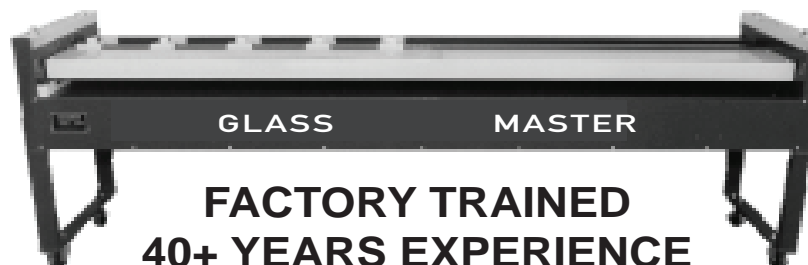 GLASS MASTER
FACTORY TRAINED
40+ YEARS EXPERIENCE